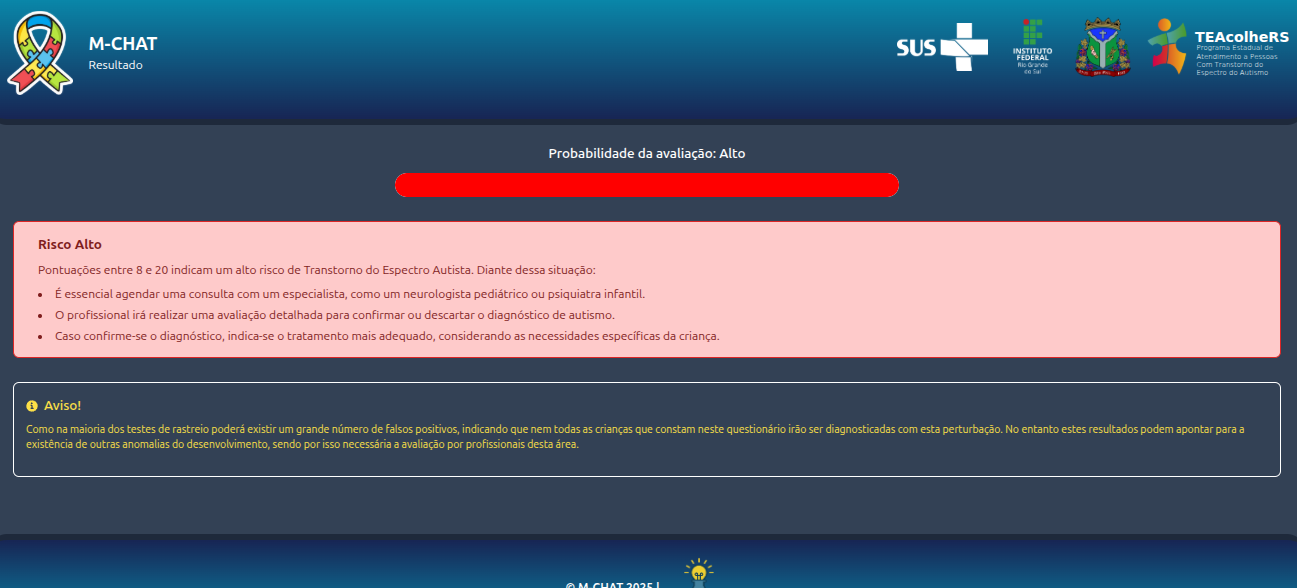 M-CHAT
Resultado
SUS
INSTITUTO
FEDERAL
Rio Grande
do Sul
TEAcolheRS
Programa Estadual de
Atendimento a Pessoas
Com Transtorno do
Espectro do Autismo
Probabilidade da avaliação: Alto
Risco Alto
Pontuações entre 8 e 20 indicam um alto risco de Transtorno do Espectro Autista. Diante dessa situação:
• É essencial agendar uma consulta com um especialista, como um neurologista pediátrico ou psiquiatra infantil.
• O profissional irá realizar uma avaliação detalhada para confirmar ou descartar o diagnóstico de autismo.
• Caso confirme-se o diagnóstico, indica-se o tratamento mais adequado, considerando as necessidades específicas da criança.
Aviso!
Como na maioria dos testes de rastreio poderá existir um grande número de falsos positivos, indicando que nem todas as crianças que constam neste questionário irão ser diagnosticadas com esta perturbação. No entanto estes resultados podem apontar para a
existência de outras anomalias do desenvolvimento, sendo por isso necessária a avaliação por profissionais desta área.
© M-CHAT 2025 |